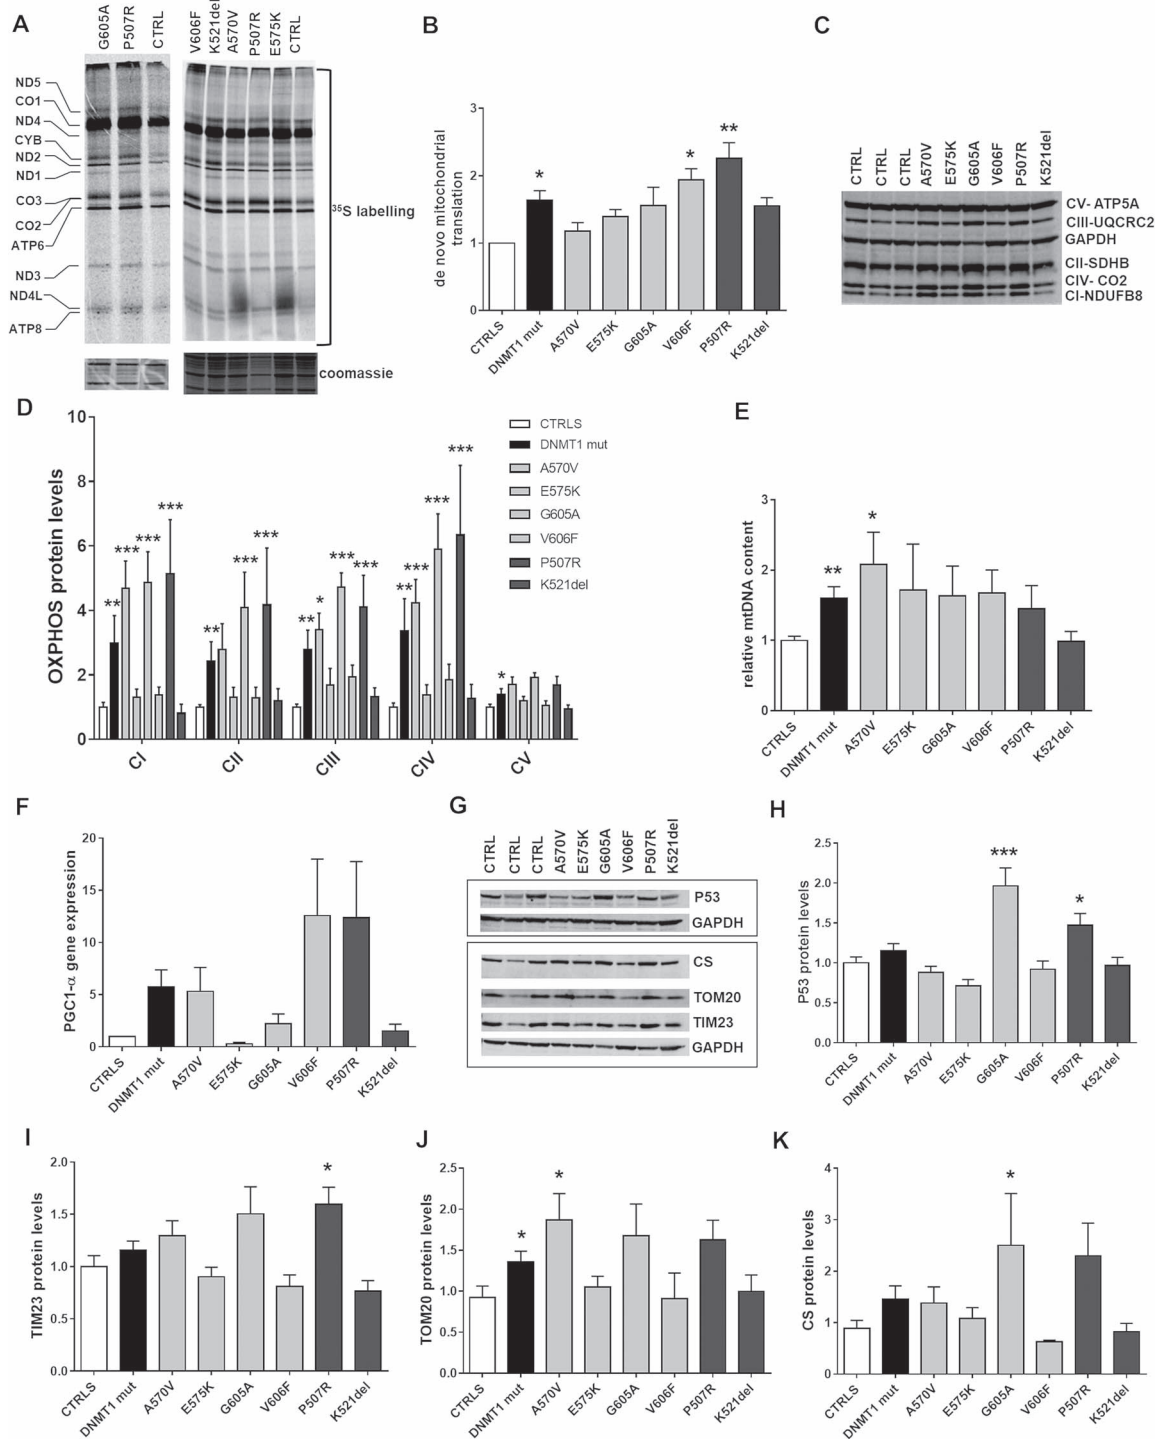 A
G605A
P507R
CTRL
V606F
K521del
A570V
P507R
E575K
CTRL
ND5
CO1
ND4
CYB
ND2
ND1
CO3
CO2
ATP6
ND3
ND4L
ATP8
35S labelling
coomassie
B
de novo mitochondrial
translation
3
2
1
0
*
*
**
CTRLS
DNMT1 mut
A570V
E575K
G605A
V606F
P507R
K521del
C
CTRL
CTRL
CTRL
A570V
E575K
G605A
V606F
P507R
K521del
CV- ATP5A
CIII-UQCRC2
GAPDH
CII-SDHB
CIV- CO2
CI-NDUFB8
D
OXPHOS protein levels
10
8
6
4
2
0
**
***
***
***
**
***
***
**
*
***
***
**
***
***
***
*
CI
CII
CIII
CIV
CV
CTRLS
DNMT1 mut
A570V
E575K
G605A
V606F
P507R
K521del
E
relative mtDNA content
3
2
1
0
**
*
CTRLS
DNMT1 mut
A570V
E575K
G605A
V606F
P507R
K521del
F
PGC1-α gene expression
20
15
10
5
0
CTRLS
DNMT1 mut
A570V
E575K
G605A
V606F
P507R
K521del
G
CTRL
CTRL
CTRL
A570V
E575K
G605A
V606F
P507R
K521del
P53
GAPDH
CS
TOM20
TIM23
GAPDH
H
P53 protein levels
2.5
2.0
1.5
1.0
0.5
0.0
***
*
CTRLS
DNMT1 mut
A570V
E575K
G605A
V606F
P507R
K521del
I
TIM23 protein levels
2.0
1.5
1.0
0.5
0.0
*
CTRLS
DNMT1 mut
A570V
E575K
G605A
V606F
P507R
K521del
J
TOM20 protein levels
2.5
2.0
1.5
1.0
0.5
0.0
*
*
CTRLS
DNMT1 mut
A570V
E575K
G605A
V606F
P507R
K521del
K
CS protein levels
4
3
2
1
0
*
CTRLS
DNMT1 mut
A570V
E575K
G605A
V606F
P507R
K521del